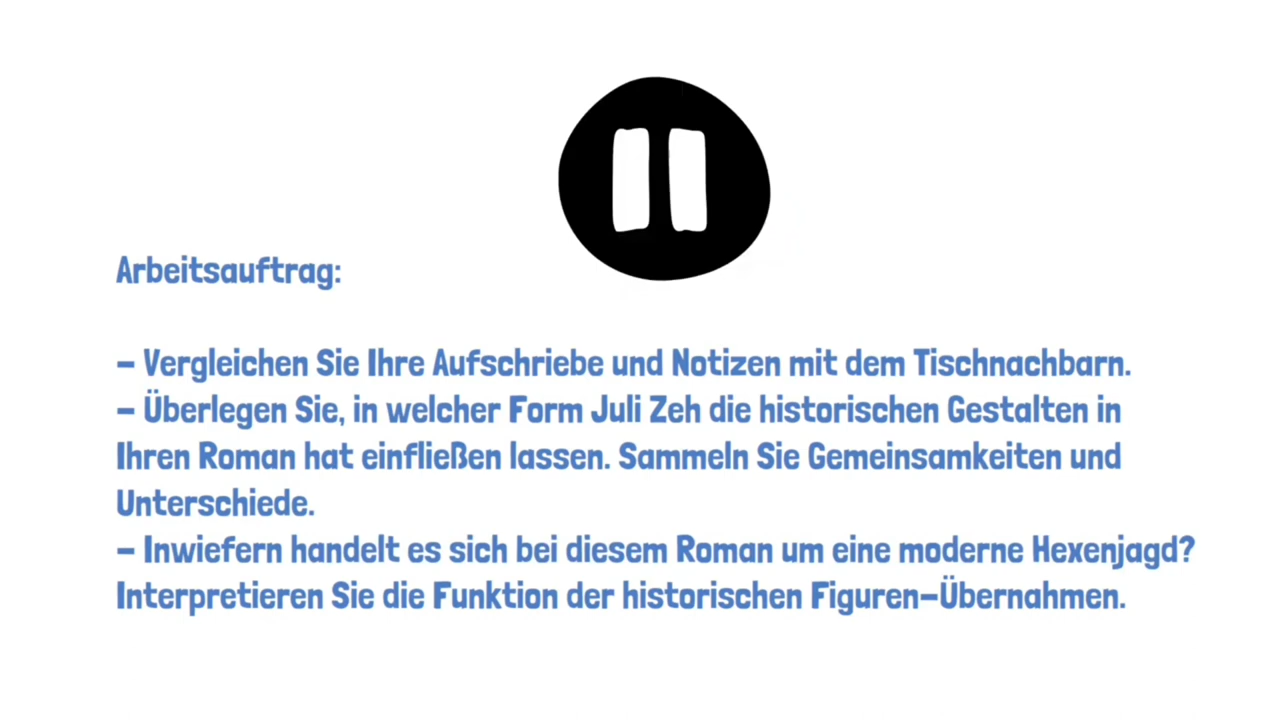 Arbeitsauftrag:
- Vergleichen Sie Ihre Aufschriebe und Notizen mit dem Tischnachbarn.
- Überlegen Sie, in welcher Form Juli Zeh die historischen Gestalten in
Ihren Roman hat einfließen lassen. Sammeln Sie Gemeinsamkeiten und
Unterschiede.
- Inwiefern handelt es sich bei diesem Roman um eine moderne Hexenjagd?
Interpretieren Sie die Funktion der historischen Figuren-Übernahmen.